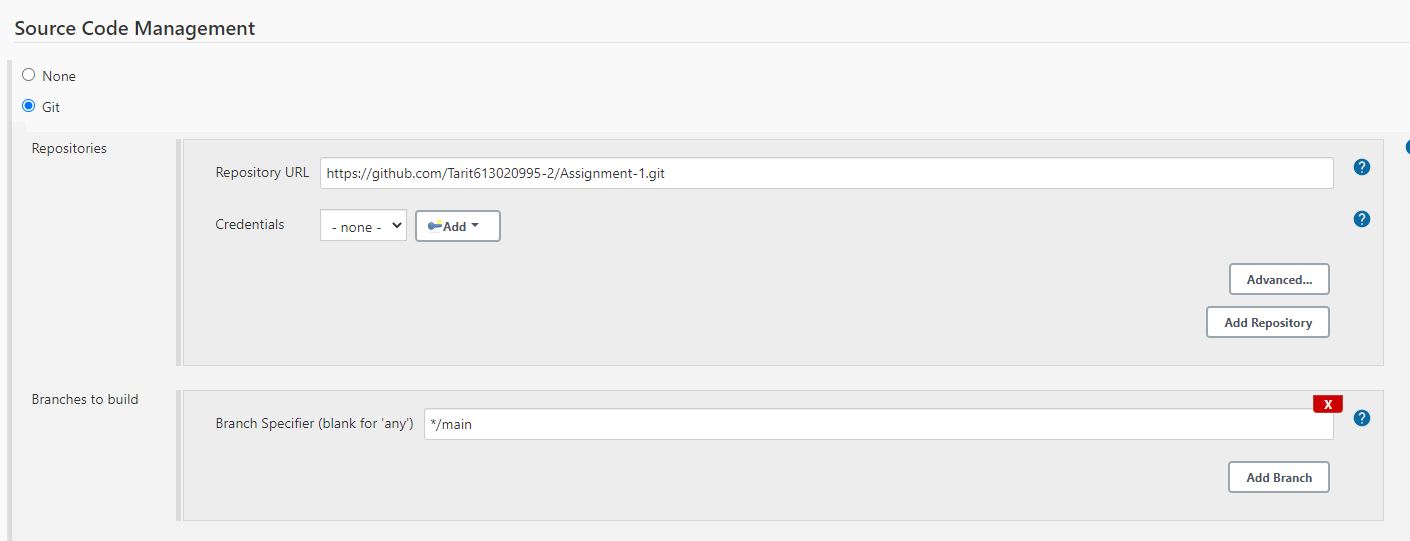 Source Code Management
None
Git
Repositories
Repository URL https://github.com/Tarit613020995-2/Assignment-1.git ?
Credentials - none - Add ?
Advanced...
Add Repository
Branches to build
X
Branch Specifier (blank for 'any') */main ?
Add Branch